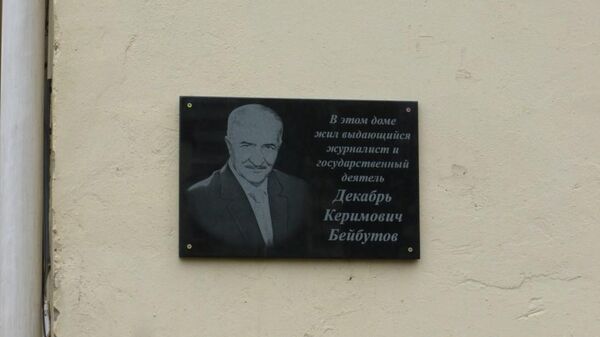 В этом доме
жил выдающийся
журналист и
государственный
деятель
Декабрь
Керимович
Бейбутов